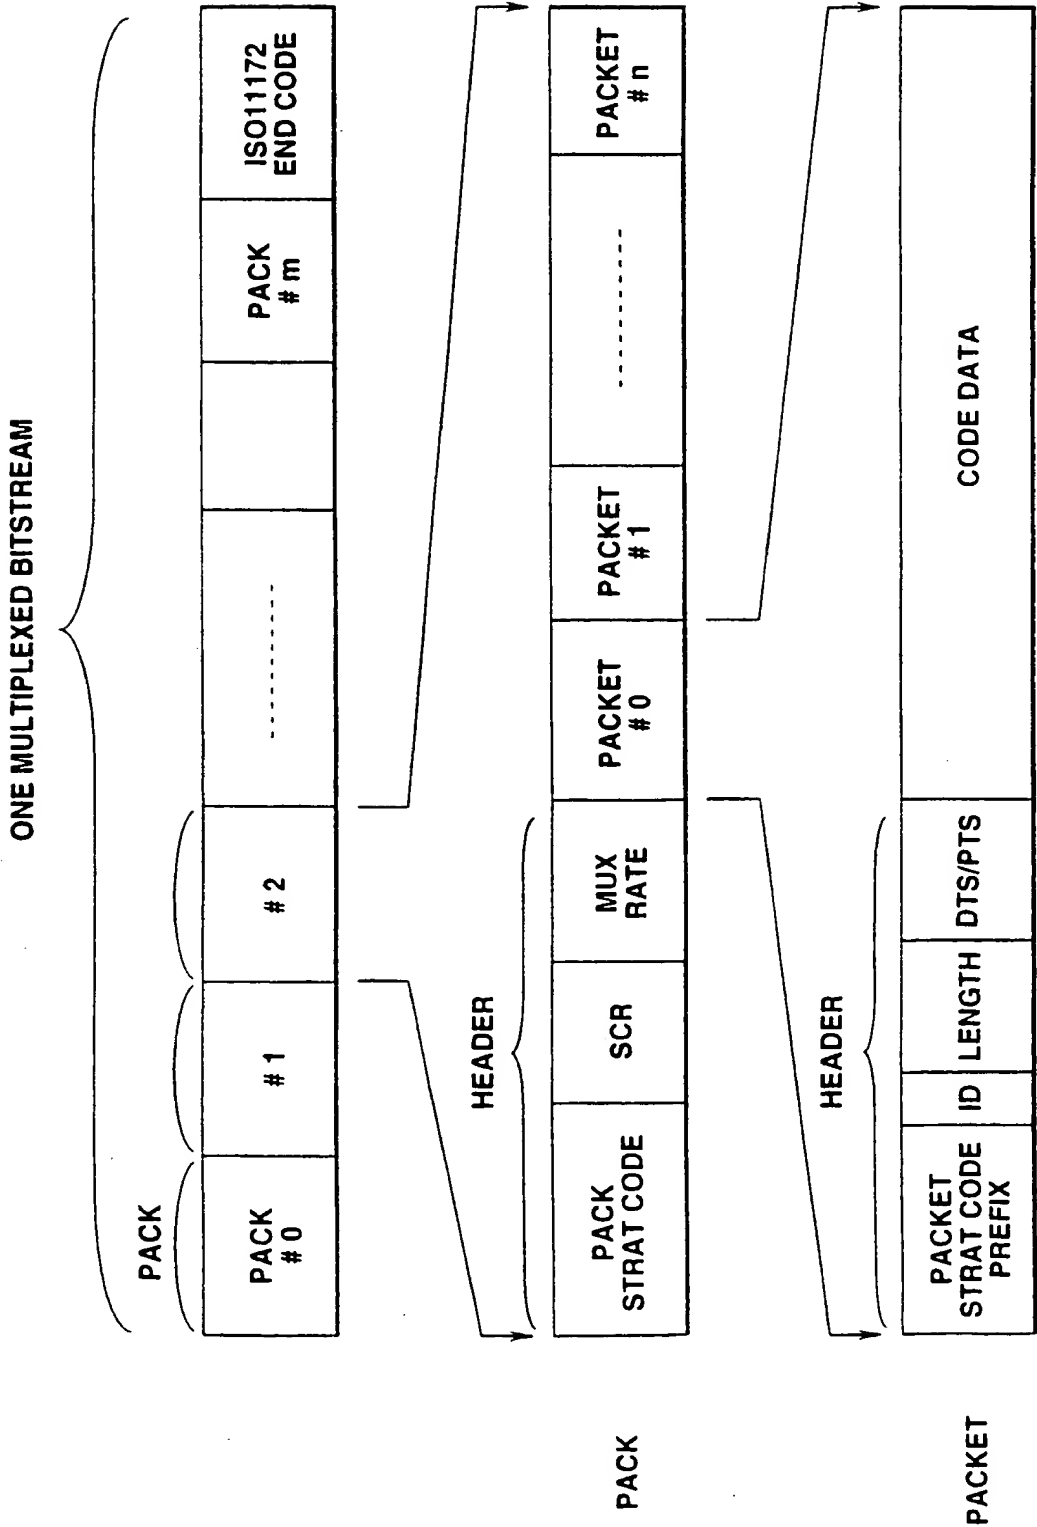 ONE MULTIPLEXED BITSTREAM
PACK
PACK
# 0
# 1
# 2
PACK
# m
ISO11172
END CODE
HEADER
PACK
PACK
STRAT CODE
SCR
MUX
RATE
PACKET
# 0
PACKET
# 1
PACKET
# n
HEADER
PACKET
PACKET
STRAT CODE
PREFIX
ID
LENGTH
DTS/PTS
CODE DATA